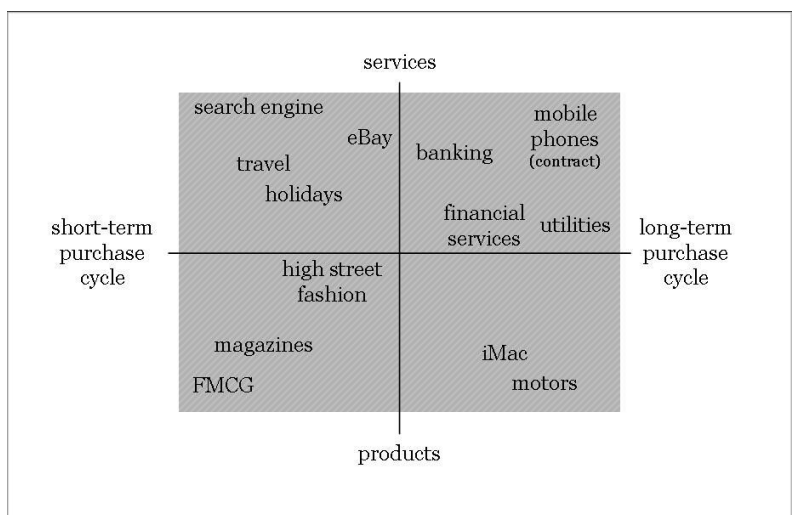 services
search engine
eBay
travel
holidays
banking
mobile
phones
(contract)
financial
services
utilities
short-term
purchase
cycle
long-term
purchase
cycle
high street
fashion
magazines
FMCG
iMac
motors
products